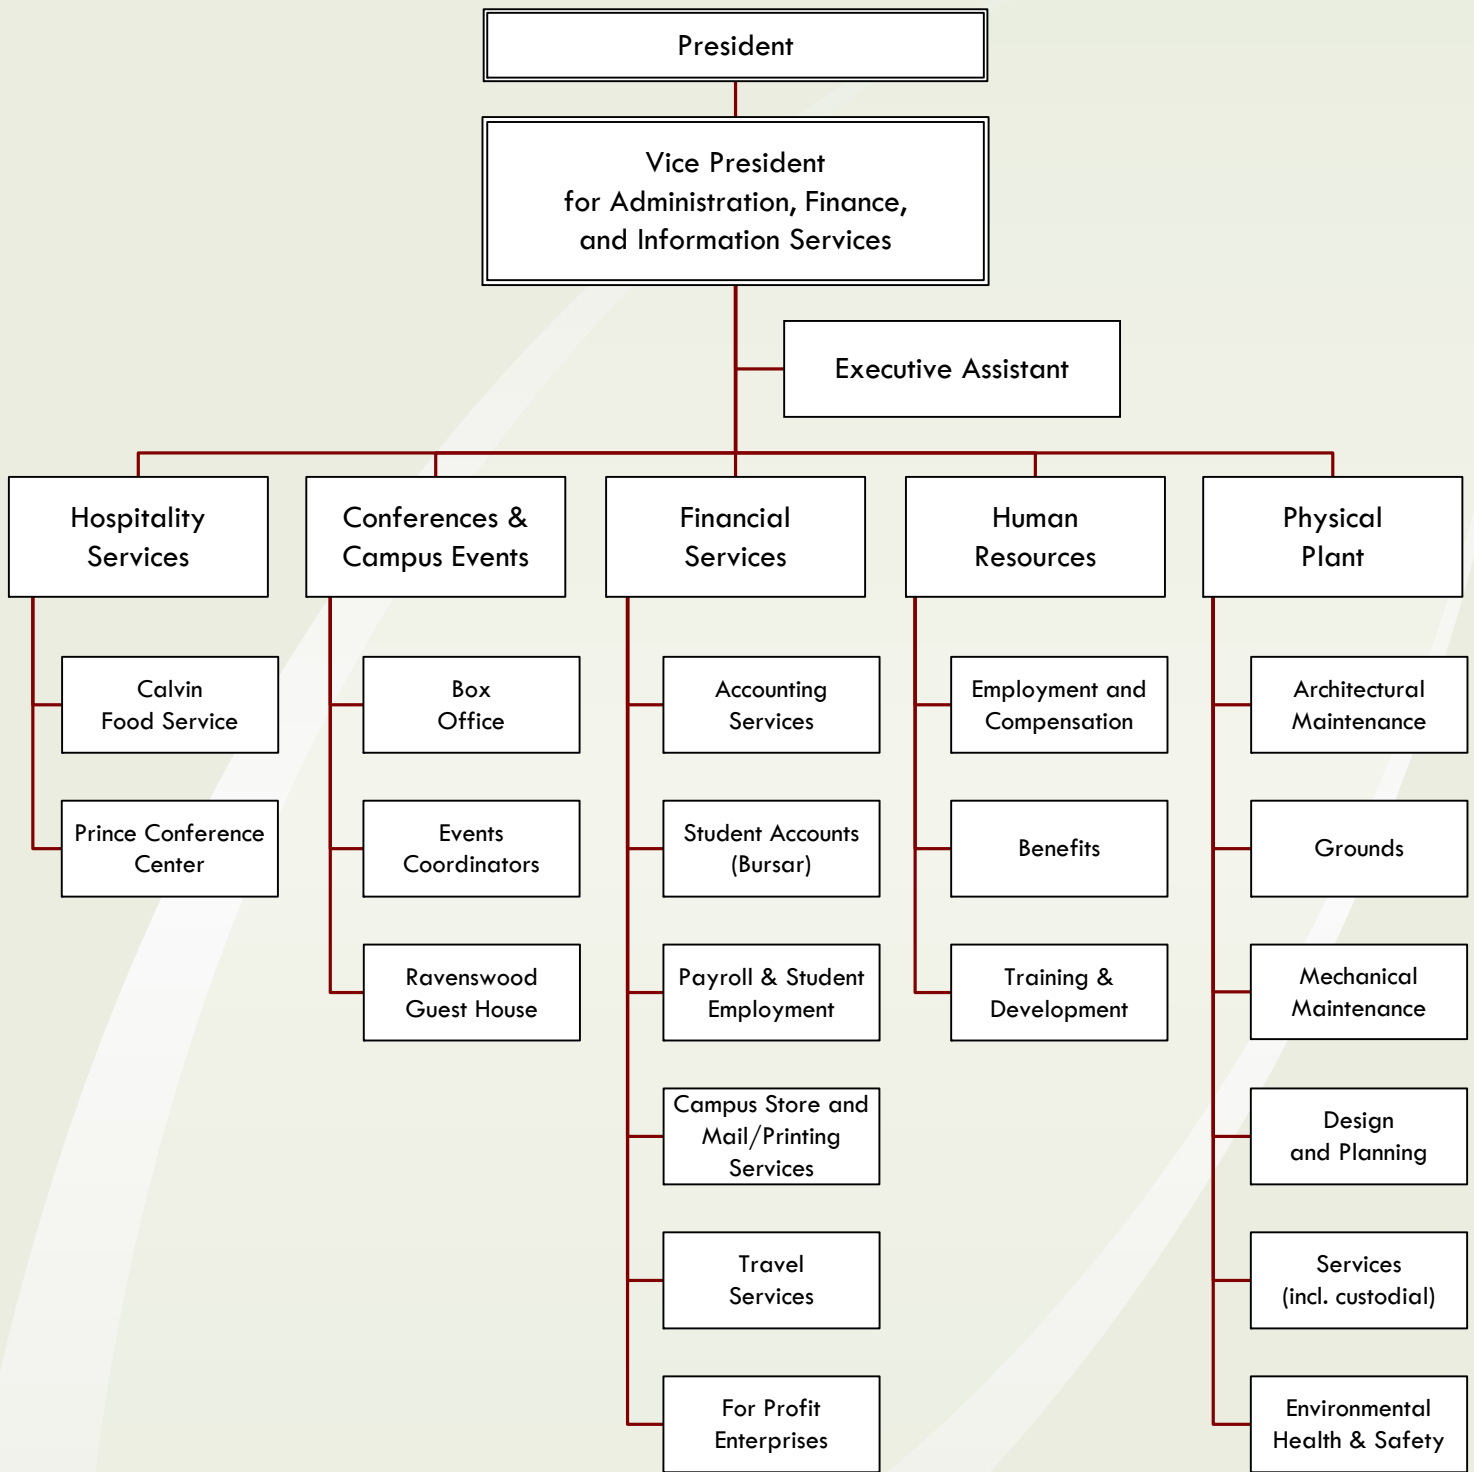 President
Vice President
for Administration, Finance,
and Information Services
Executive Assistant
Hospitality
Services
Conferences &
Campus Events
Financial
Services
Human
Resources
Physical
Plant
Calvin
Food Service
Prince Conference
Center
Box
Office
Events
Coordinators
Ravenswood
Guest House
Accounting
Services
Student Accounts
(Bursar)
Payroll & Student
Employment
Campus Store and
Mail/Printing
Services
Travel
Services
For Profit
Enterprises
Employment and
Compensation
Benefits
Training &
Development
Architectural
Maintenance
Grounds
Mechanical
Maintenance
Design
and Planning
Services
(incl. custodial)
Environmental
Health & Safety